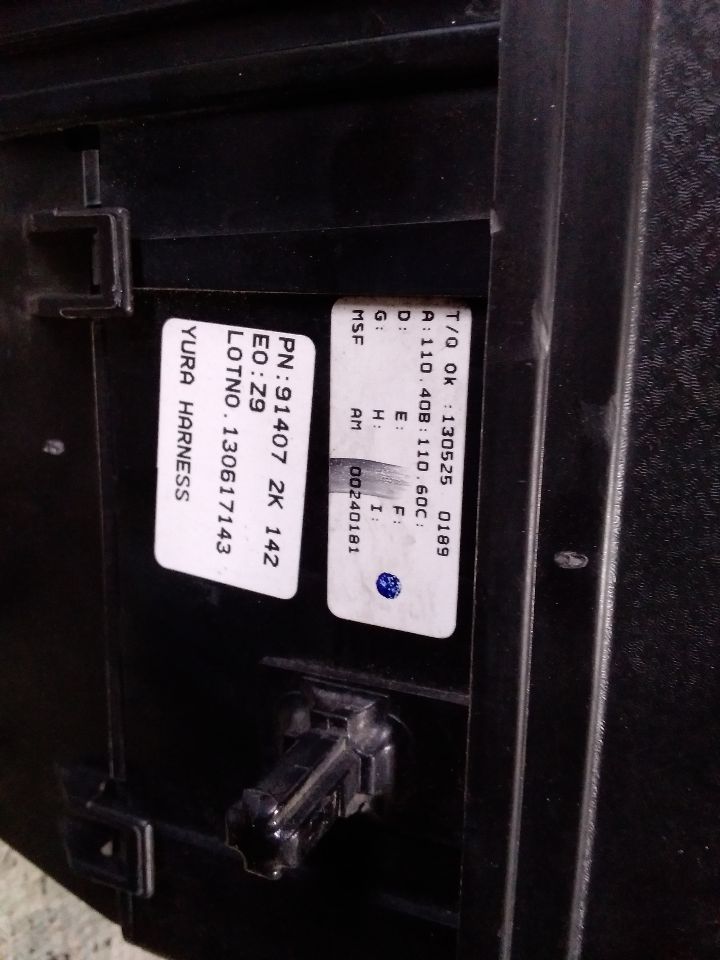 T/Q Ok :130525 0189
A:110.40B:110.60C:
D: E: F:
G: H: I:
MSF AM 00240181
PN:91407 2K 142
EO:Z9
LOTNO.130617143
YURA HARNESS